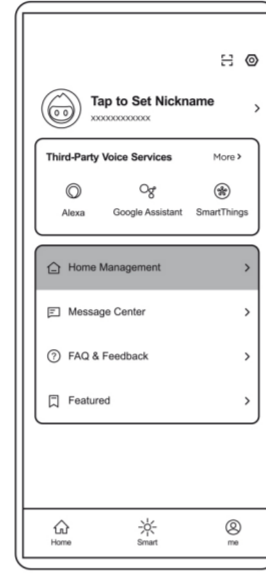 Tap to Set Nickname
xxxxxxxxxxxx
Third-Party Voice Services More >
Alexa Google Assistant SmartThings
Home Management
Message Center
FAQ & Feedback
Featured
Home Smart me